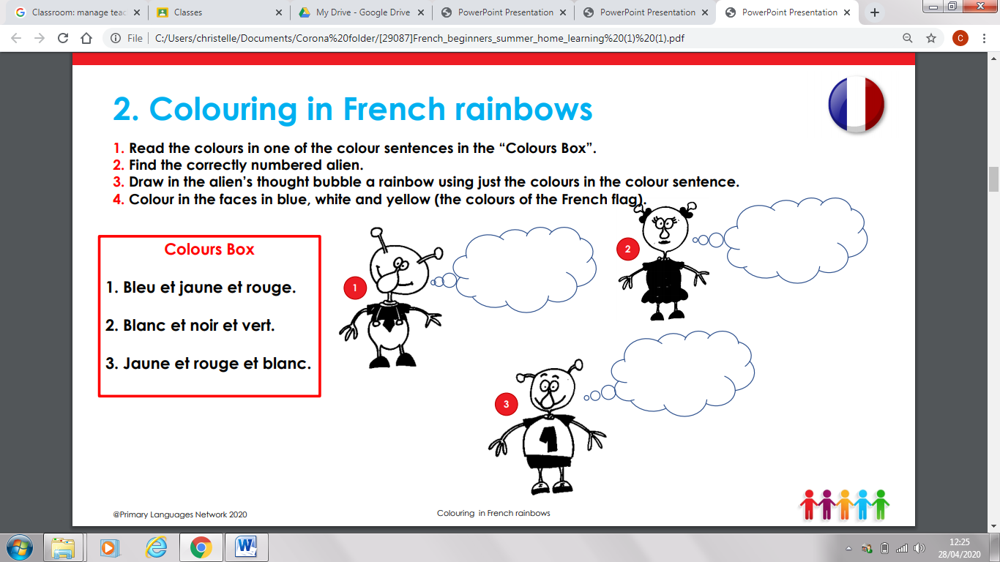 Classroom: manage teac
Classes
My Drive - Google Drive
PowerPoint Presentation
PowerPoint Presentation
PowerPoint Presentation
File
C:/Users/christelle/Documents/Corona%20folder/[29087]French_beginners_summer_home_learning%20(1)%20(1).pdf
C
2. Colouring in French rainbows
1. Read the colours in one of the colour sentences in the “Colours Box”.
2. Find the correctly numbered alien.
3. Draw in the alien’s thought bubble a rainbow using just the colours in the colour sentence.
4. Colour in the faces in blue, white and yellow (the colours of the French flag).
Colours Box
1. Bleu et jaune et rouge.
2. Blanc et noir et vert.
3. Jaune et rouge et blanc.
1
2
3
1
@Primary Languages Network 2020
Colouring in French rainbows
12:25
28/04/2020